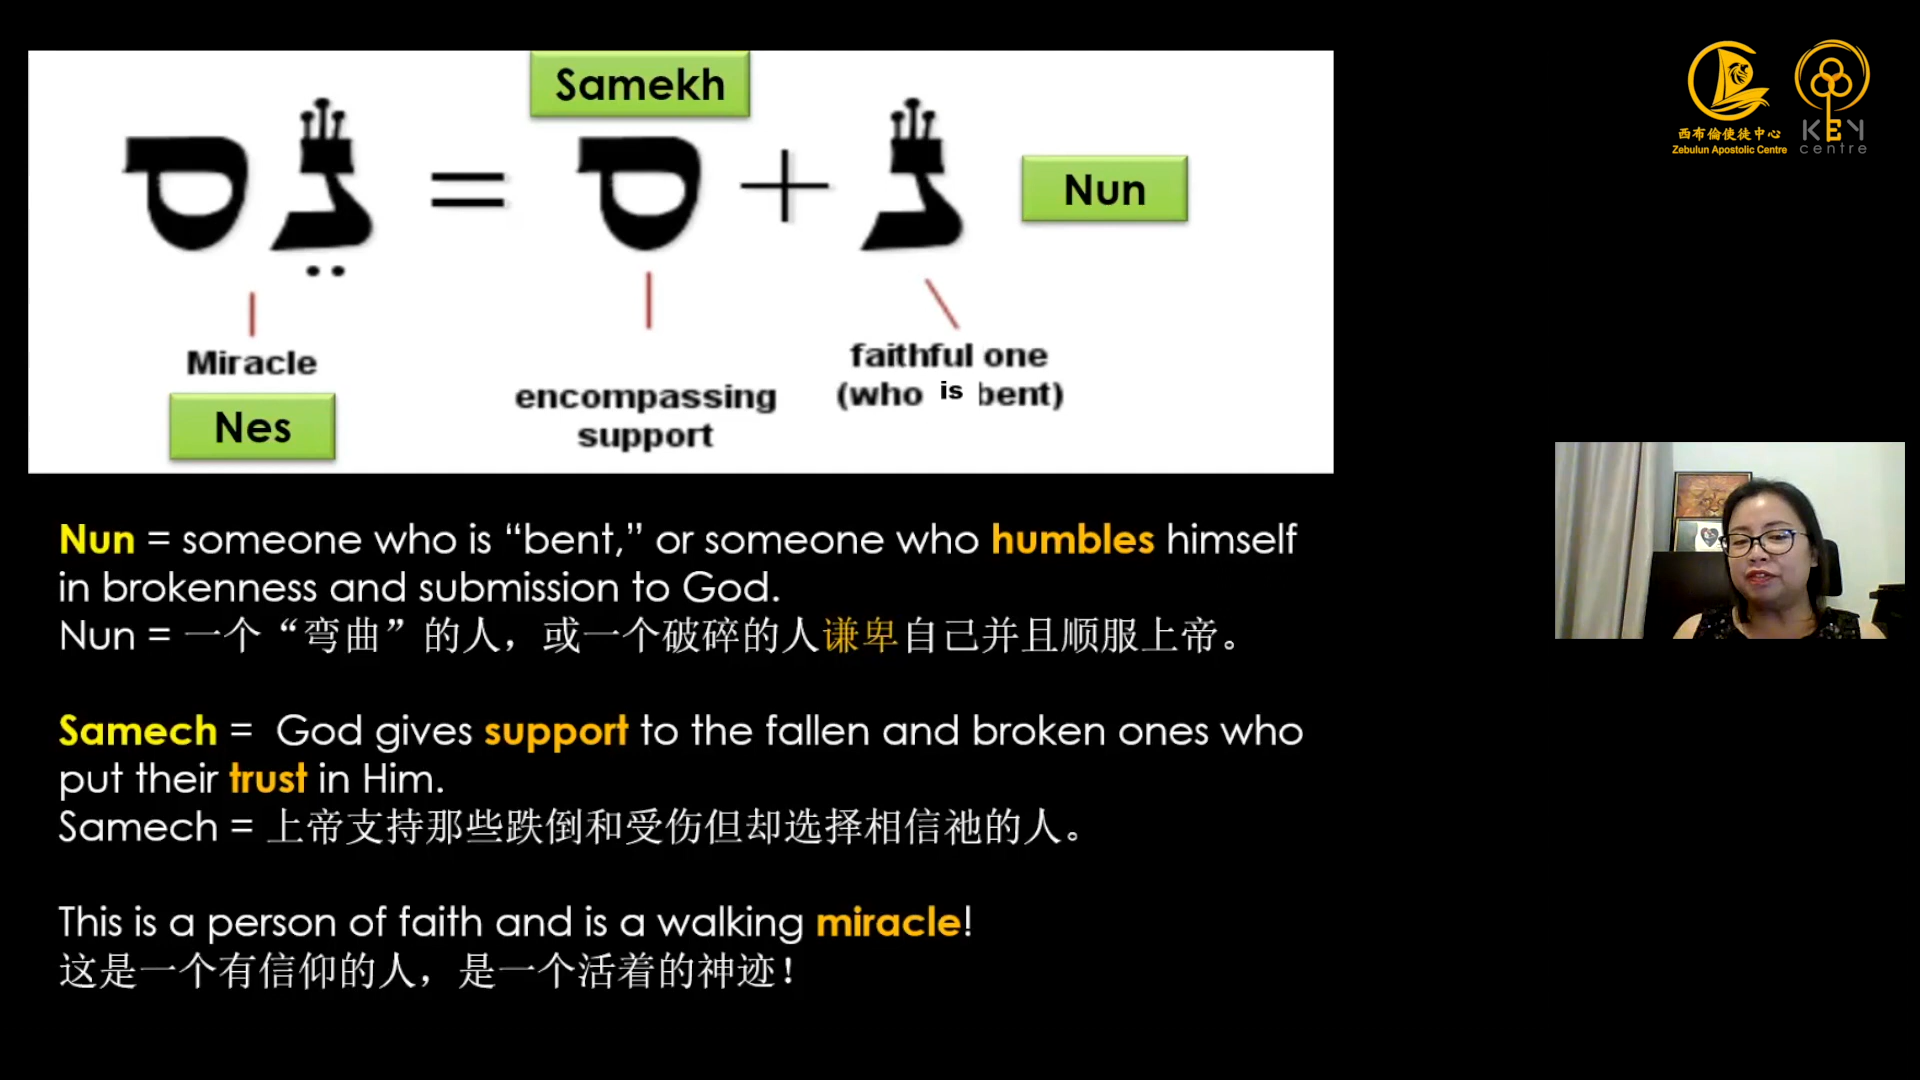 Samekh
נֵס = ס + נ
Nun
Miracle
Nes
encompassing
support
faithful one
(who is bent)
Nun = someone who is “bent,” or someone who humbles himself
in brokenness and submission to God.
Nun = 一个“弯曲”的人，或一个破碎的人谦卑自己并且顺服上帝。
Samech =  God gives support to the fallen and broken ones who
put their trust in Him.
Samech = 上帝支持那些跌倒和受伤但却选择相信祂的人。
This is a person of faith and is a walking miracle!
这是一个有信仰的人，是一个活着的神迹！
西布倫使徒中心
Zebulun Apostolic Centre
KEY
centre